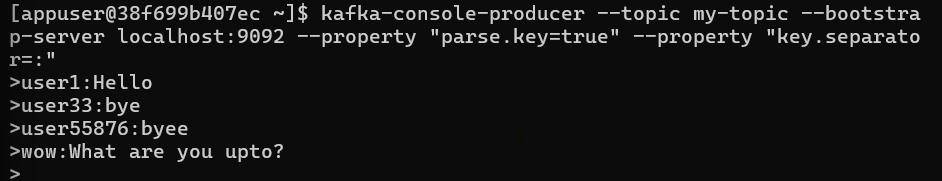 [appuser@38f699b407ec ~]$ kafka-console-producer --topic my-topic --bootstra
p-server localhost:9092 --property "parse.key=true" --property "key.separato
r=:"
>user1:Hello
>user33:bye
>user55876:byee
>wow:What are you upto?
>